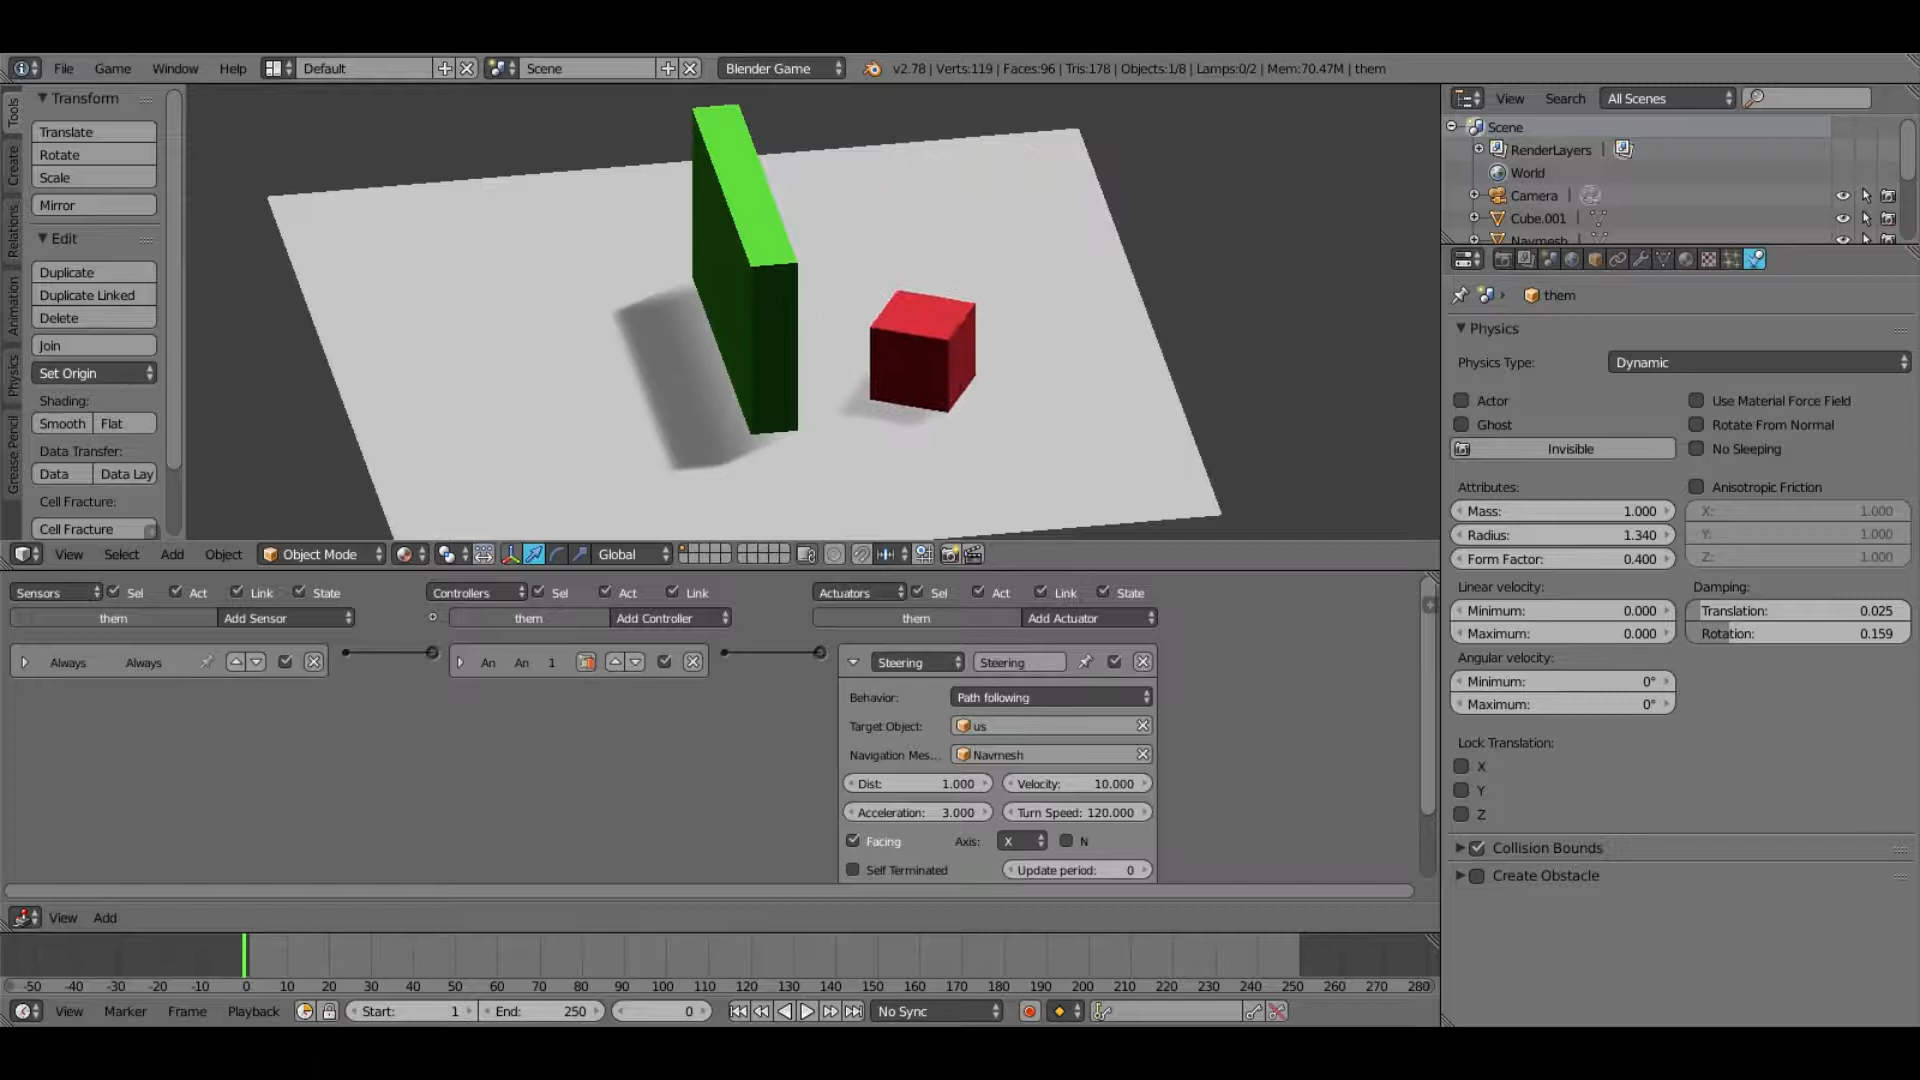 File Game Window Help Default Scene Blender Game v2.78 | Verts:119 | Faces:96 | Tris:178 | Objects:1/8 | Lamps:0/2 | Mem:70.47M | them
Tools
Create
Relations
Animation
Physics
Grease Pencil
Transform
Translate
Rotate
Scale
Mirror
Edit
Duplicate
Duplicate Linked
Delete
Join
Set Origin
Shading:
Smooth Flat
Data Transfer:
Data Data Lay
Cell Fracture:
Cell Fracture
View Select Add Object Object Mode Global
Sensors Sel Act Link State Controllers Sel Act Link Actuators Sel Act Link State
them Add Sensor them Add Controller them Add Actuator
Always Always An An 1 Steering Steering
Behavior: Path following
Target Object: us
Navigation Mes... Navmesh
Dist: 1.000 Velocity: 10.000
Acceleration: 3.000 Turn Speed: 120.000
Facing Axis: X N
Self Terminated Update period: 0
View Add
-50 -40 -30 -20 -10 0 10 20 30 40 50 60 70 80 90 100 110 120 130 140 150 160 170 180 190 200 210 220 230 240 250 260 270 280
View Marker Frame Playback Start: 1 End: 250 0 No Sync
View Search All Scenes
Scene
RenderLayers |
World
Camera |
Cube.001 |
Navmesh |
them
Physics
Physics Type: Dynamic
Actor Use Material Force Field
Ghost Rotate From Normal
Invisible No Sleeping
Attributes: Anisotropic Friction
Mass: 1.000 X: 1.000
Radius: 1.340 Y: 1.000
Form Factor: 0.400 Z: 1.000
Linear velocity: Damping:
Minimum: 0.000 Translation: 0.025
Maximum: 0.000 Rotation: 0.159
Angular velocity:
Minimum: 0°
Maximum: 0°
Lock Translation:
X
Y
Z
Collision Bounds
Create Obstacle